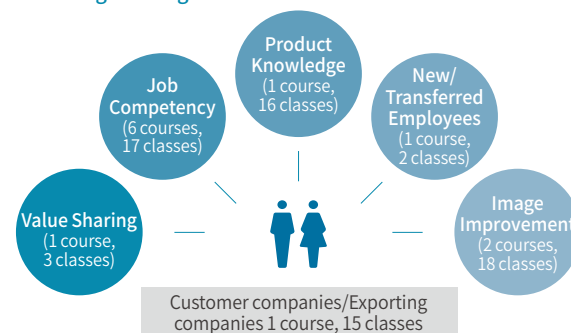 Product
Knowledge
(1 course,
16 classes)
Job
Competency
(6 courses,
17 classes)
New/
Transferred
Employees
(1 course,
2 classes)
Value Sharing
(1 course,
3 classes)
Image
Improvement
(2 courses,
18 classes)
Customer companies/Exporting
companies 1 course, 15 classes